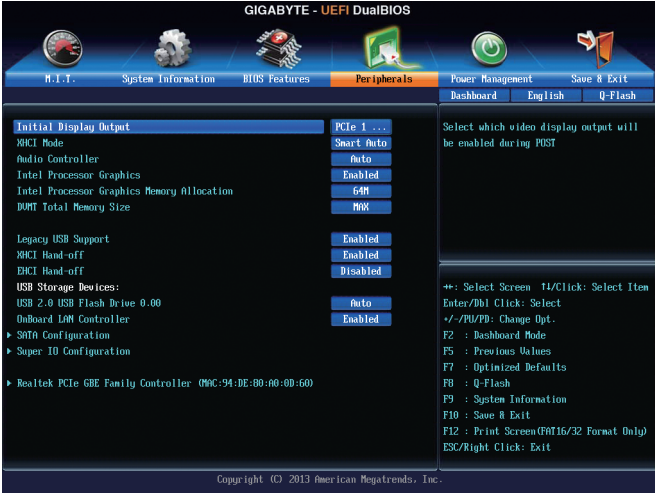 GIGABYTE - UEFI DualBIOS
M.I.T. System Information BIOS Features Peripherals Power Management Save & Exit
Dashboard English Q-Flash
Initial Display Output PCIe 1 ...
XHCI Mode Smart Auto
Audio Controller Auto
Intel Processor Graphics Enabled
Intel Processor Graphics Memory Allocation 64M
DVMT Total Memory Size MAX
Legacy USB Support Enabled
XHCI Hand-off Enabled
EHCI Hand-off Disabled
USB Storage Devices:
USB 2.0 USB Flash Drive 0.00 Auto
OnBoard LAN Controller Enabled
SATA Configuration
Super IO Configuration
Realtek PCIe GBE Family Controller (MAC:94:DE:80:A0:0D:60)
Select which video display output will
be enabled during POST
↔: Select Screen ↑↓/Click: Select Item
Enter/Dbl Click: Select
+/-/PU/PD: Change Opt.
F2 : Dashboard Mode
F5 : Previous Values
F7 : Optimized Defaults
F8 : Q-Flash
F9 : System Information
F10 : Save & Exit
F12 : Print Screen(FAT16/32 Format Only)
ESC/Right Click: Exit
Copyright (C) 2013 American Megatrends, Inc.